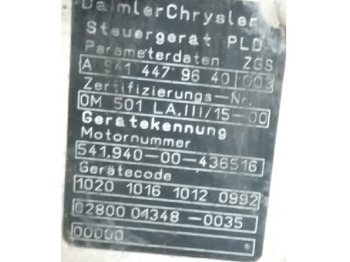 DaimlerChrysler
Steuergerät PLD
Parameterdaten ZGS
A 541 447 96 40 003
Zertifizierungs-Nr.
OM 501 LA.III/15-00
Gerätekennung
Motornummer
541.940-00-436516
Gerätecode
1020 1016 1012 0992
02800 01348 -0035
00000 *